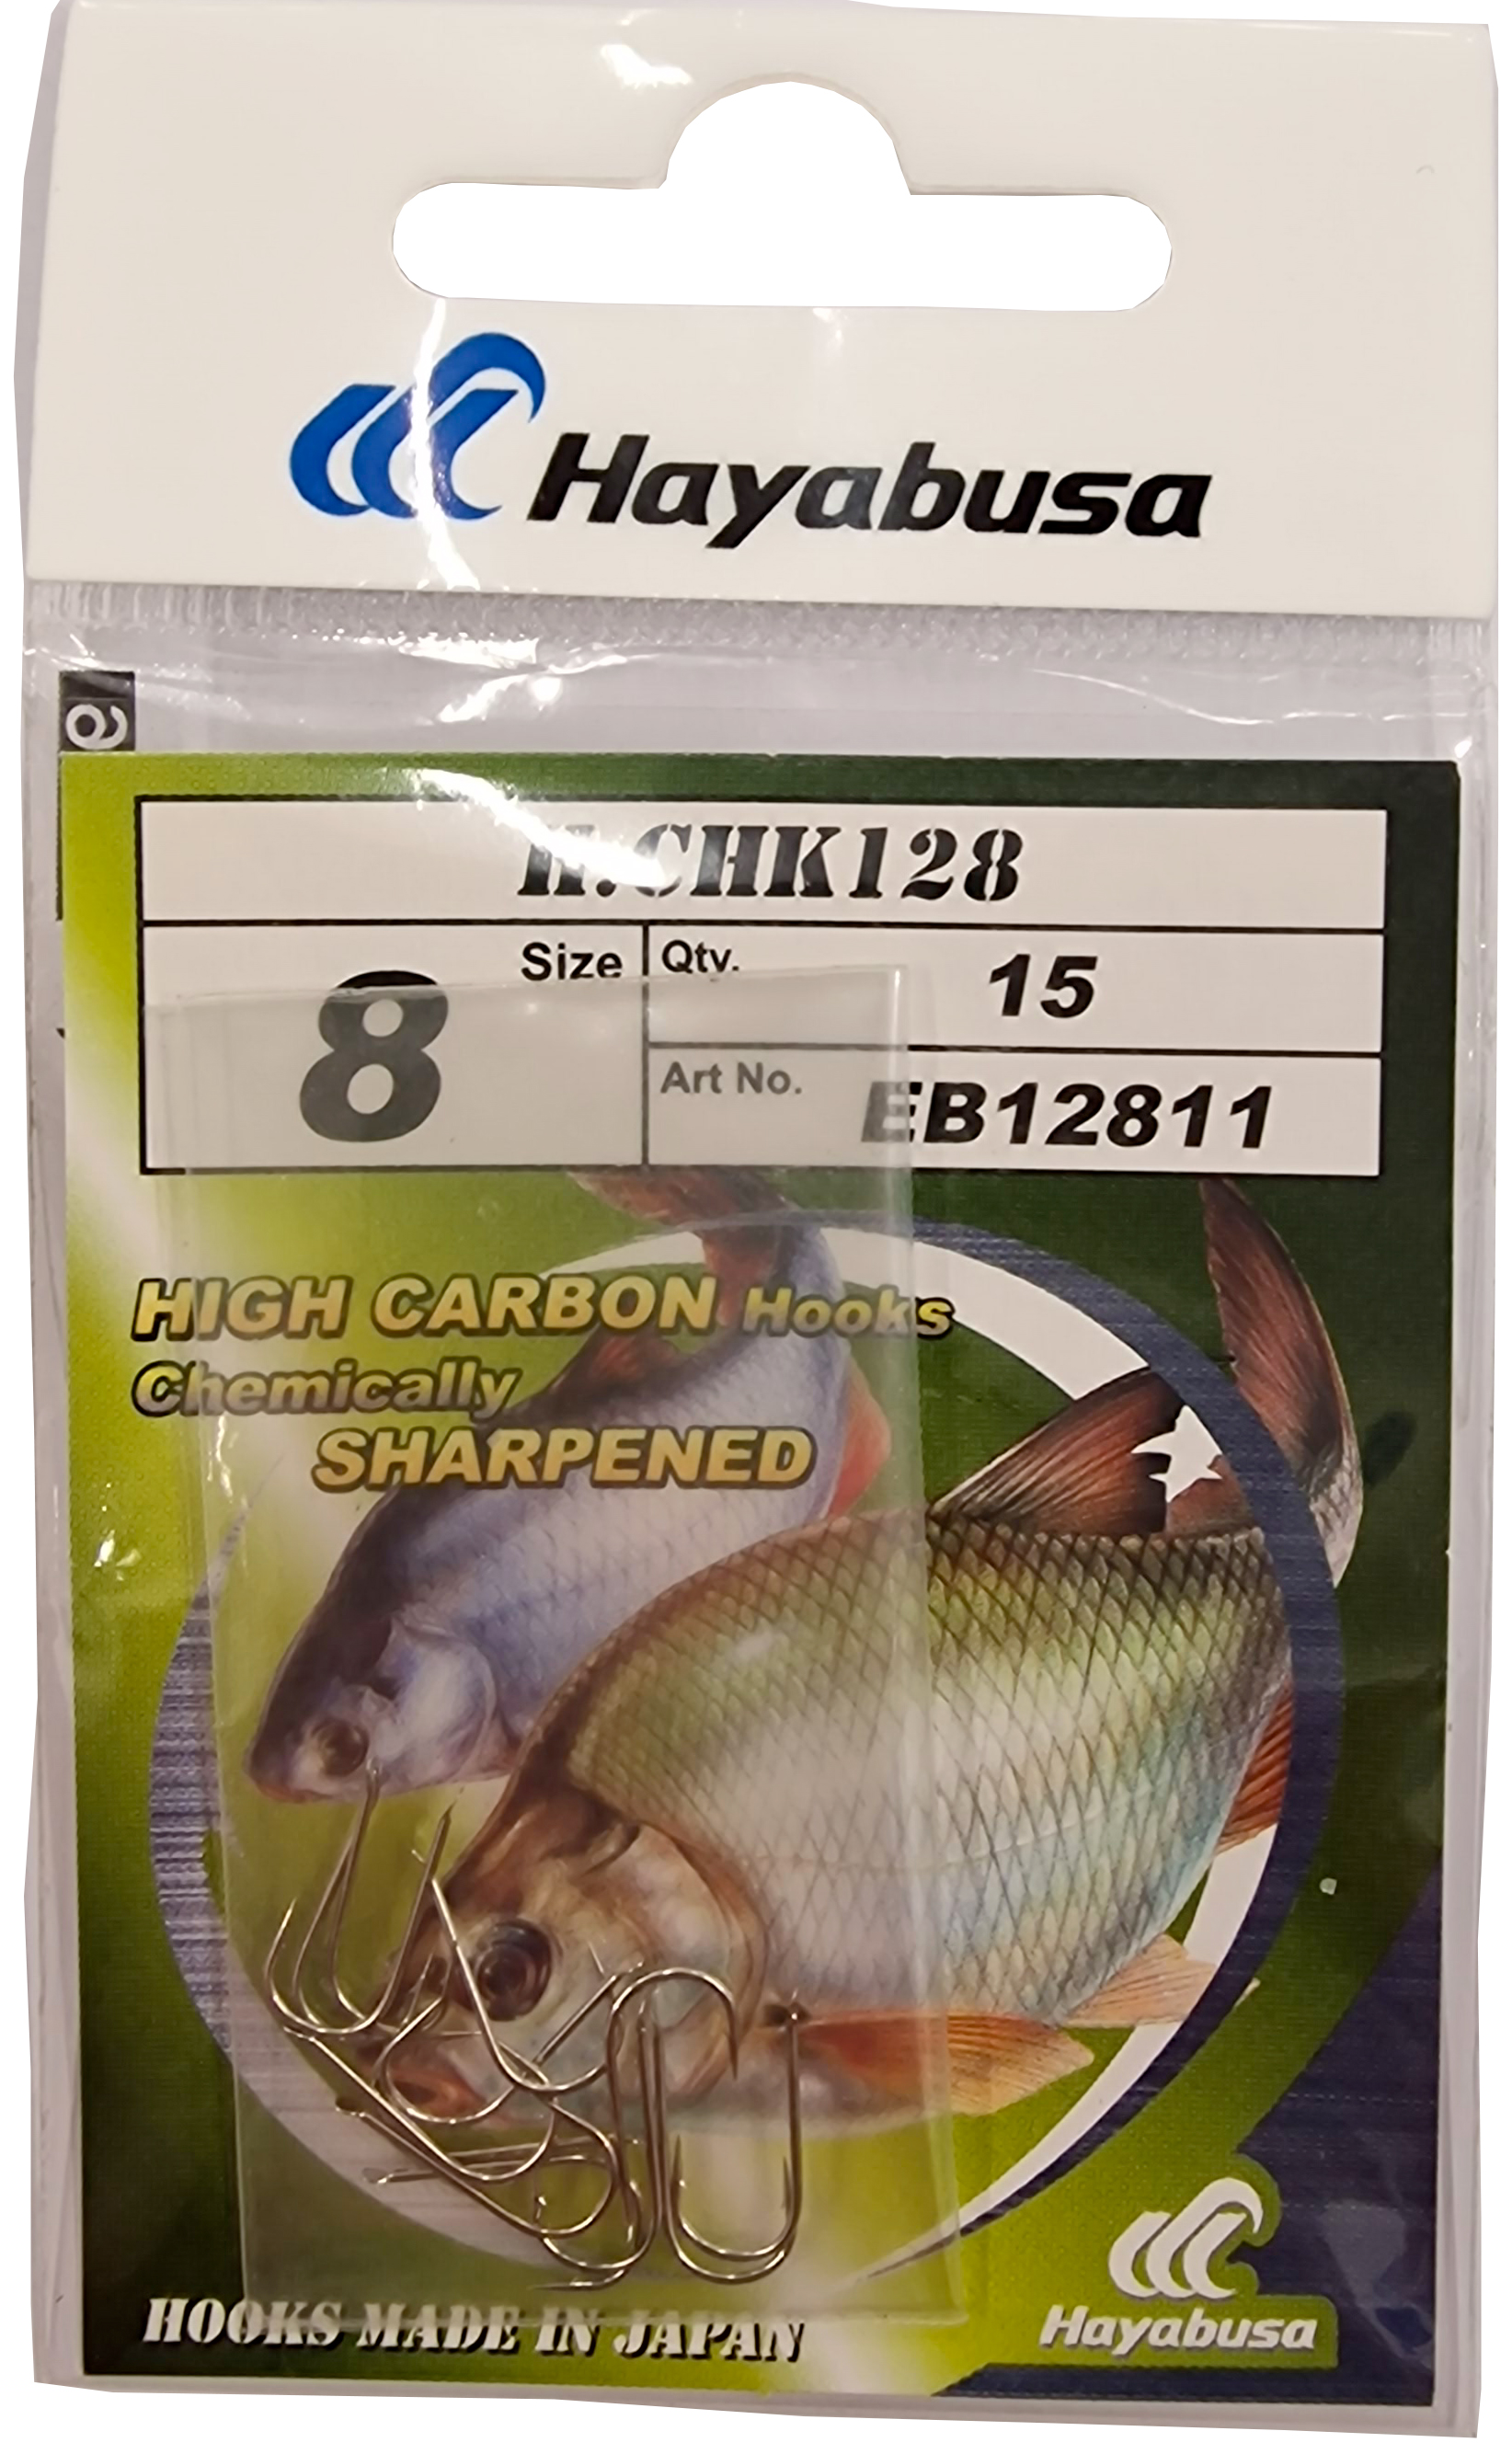 Hayabusa
a
H.CHK128
Size
8
Qty.
15
Art No.
EB12811
HIGH CARBON Hooks
Chemically
SHARPENED
HOOKS MADE IN JAPAN
Hayabusa